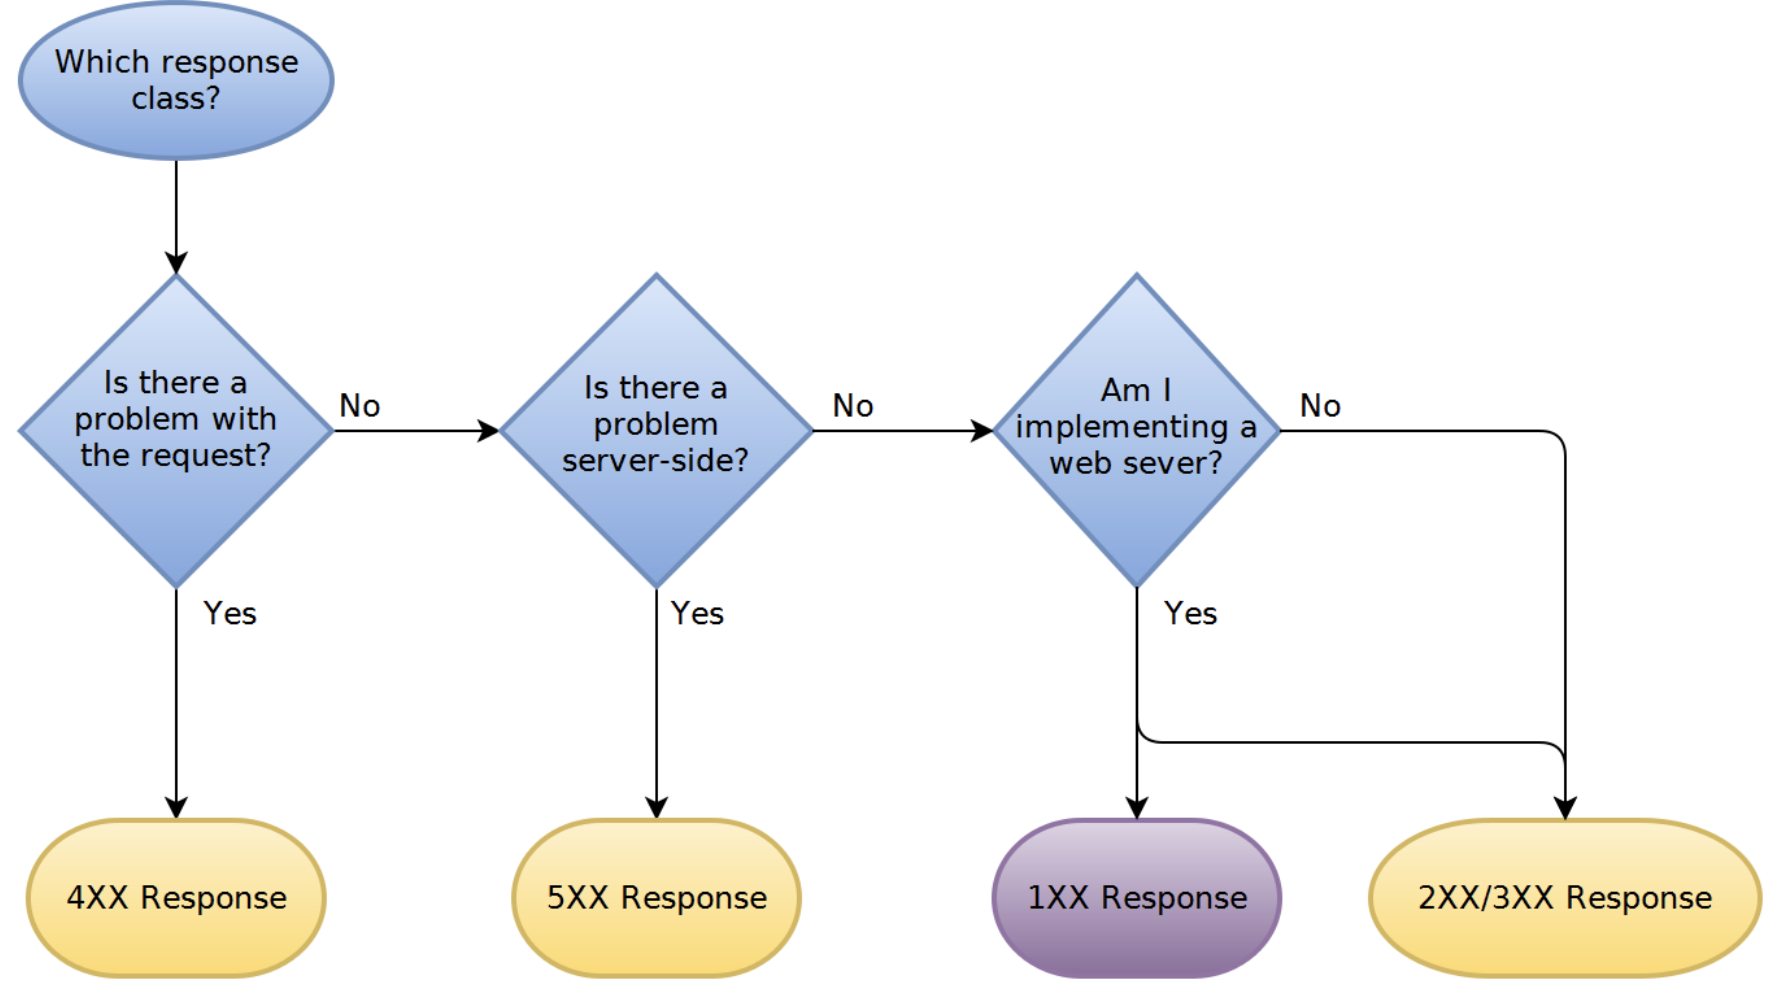 Which response
class?
Is there a
problem with
the request?
No
Is there a
problem
server-side?
No
Am I
implementing a
web sever?
No
Yes
Yes
Yes
4XX Response
5XX Response
1XX Response
2XX/3XX Response